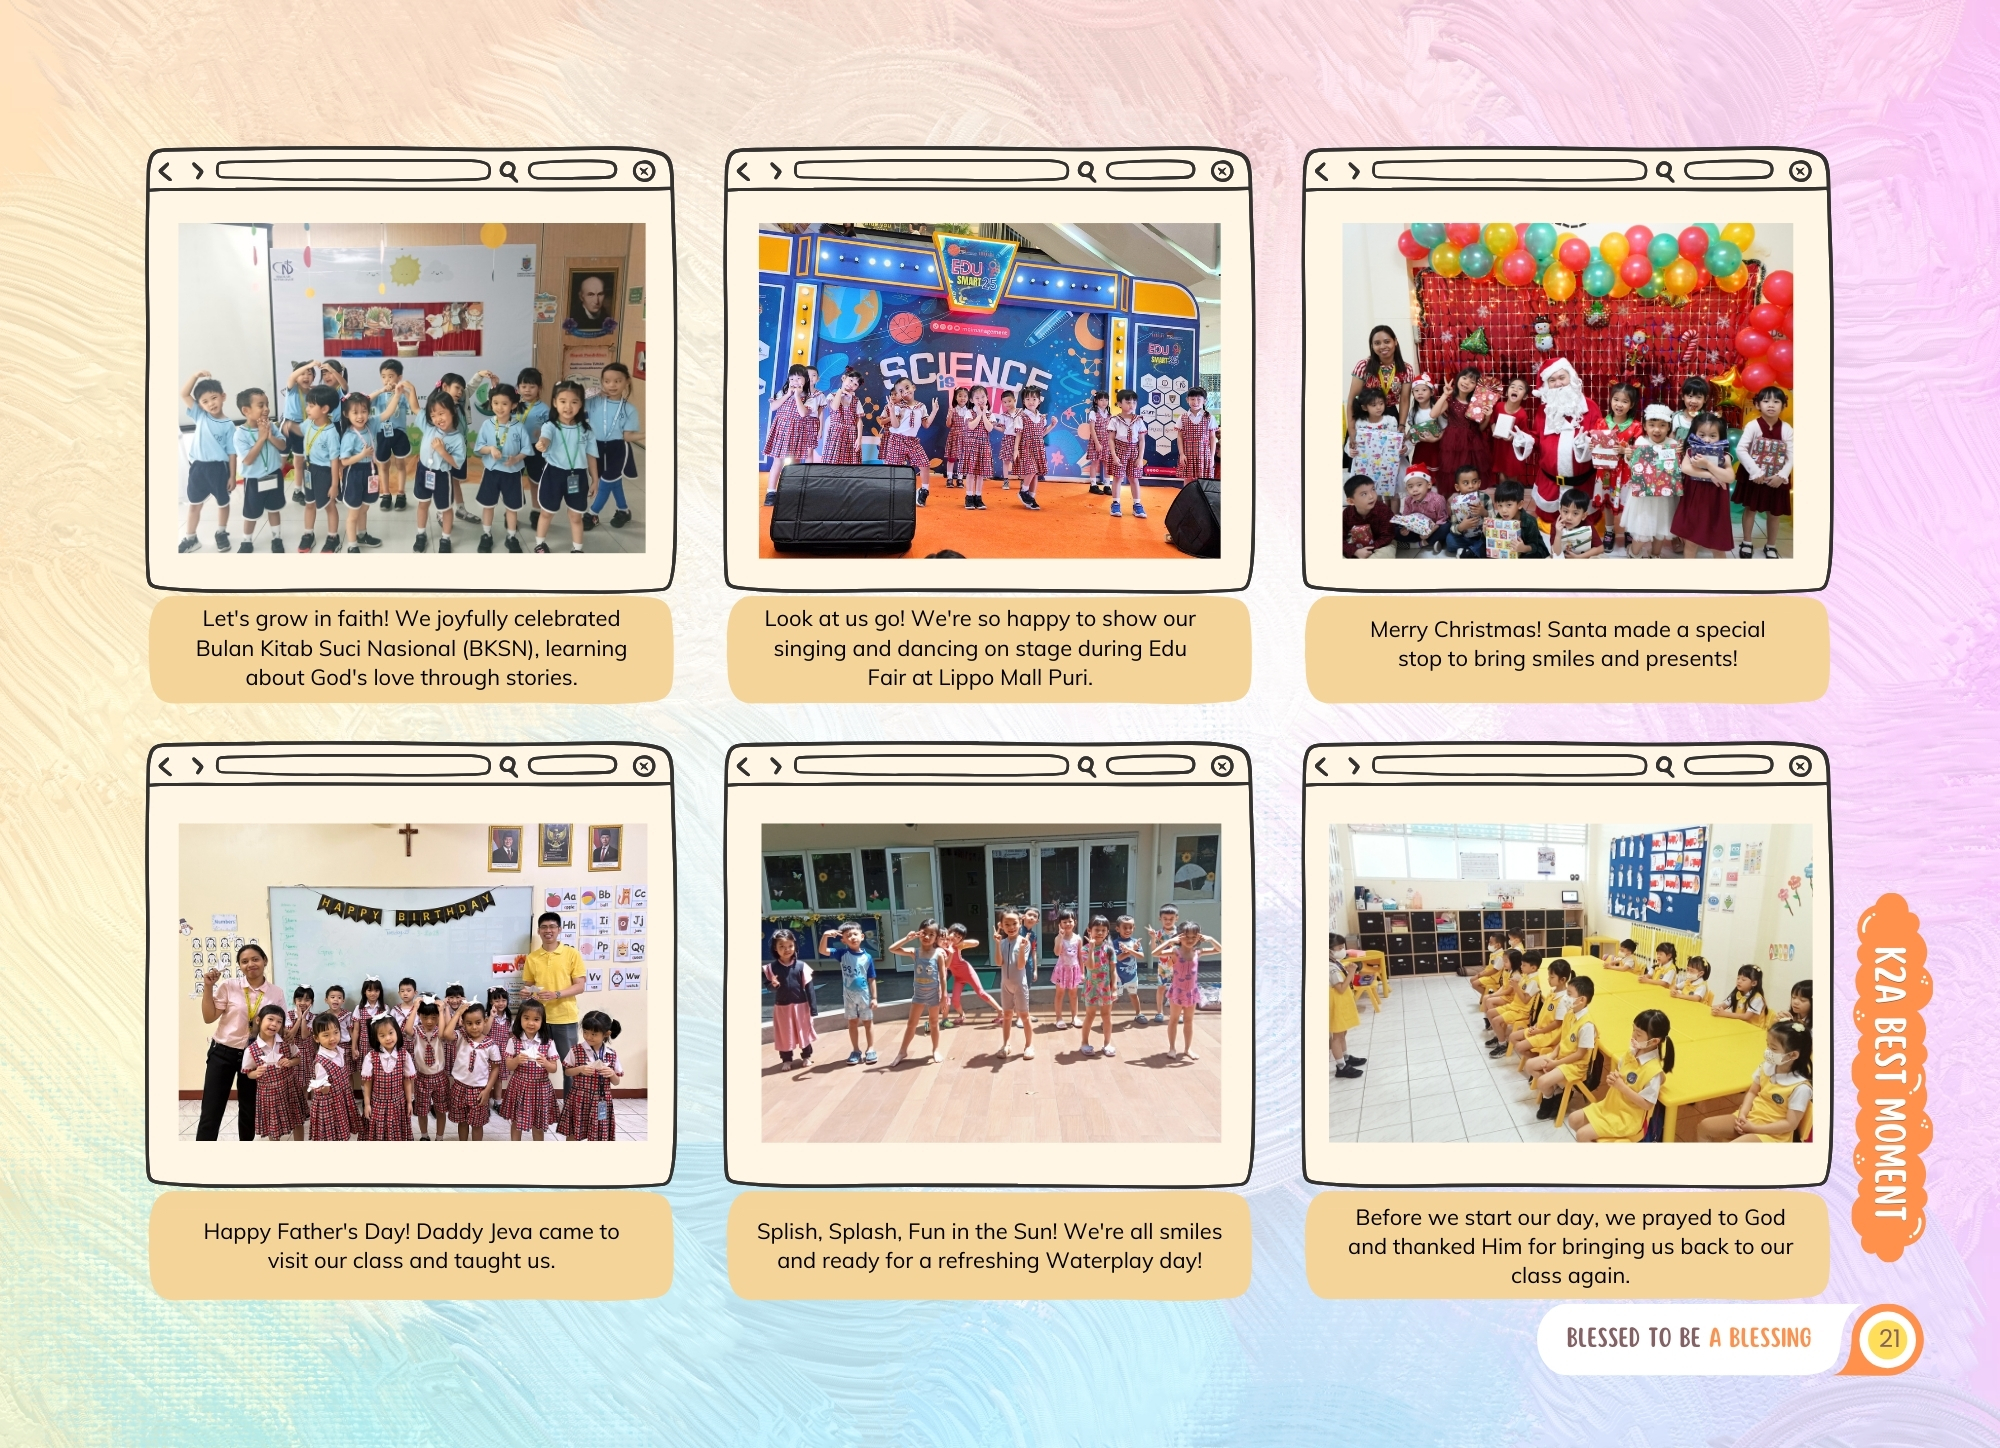 EDU
SMART 25
SCIENCE
is
EDU
SMART 25
Let's grow in faith! We joyfully celebrated
Bulan Kitab Suci Nasional (BKSN), learning
about God's love through stories.
Look at us go! We're so happy to show our
singing and dancing on stage during Edu
Fair at Lippo Mall Puri.
Merry Christmas! Santa made a special
stop to bring smiles and presents!
HAPPY BIRTHDAY
Aa
Bb
Cc
Hh
Ii
Jj
Pp
Qq
Vv
Ww
Happy Father's Day! Daddy Jeva came to
visit our class and taught us.
Splish, Splash, Fun in the Sun! We're all smiles
and ready for a refreshing Waterplay day!
Before we start our day, we prayed to God
and thanked Him for bringing us back to our
class again.
K2A BEST MOMENT
BLESSED TO BE A BLESSING
21